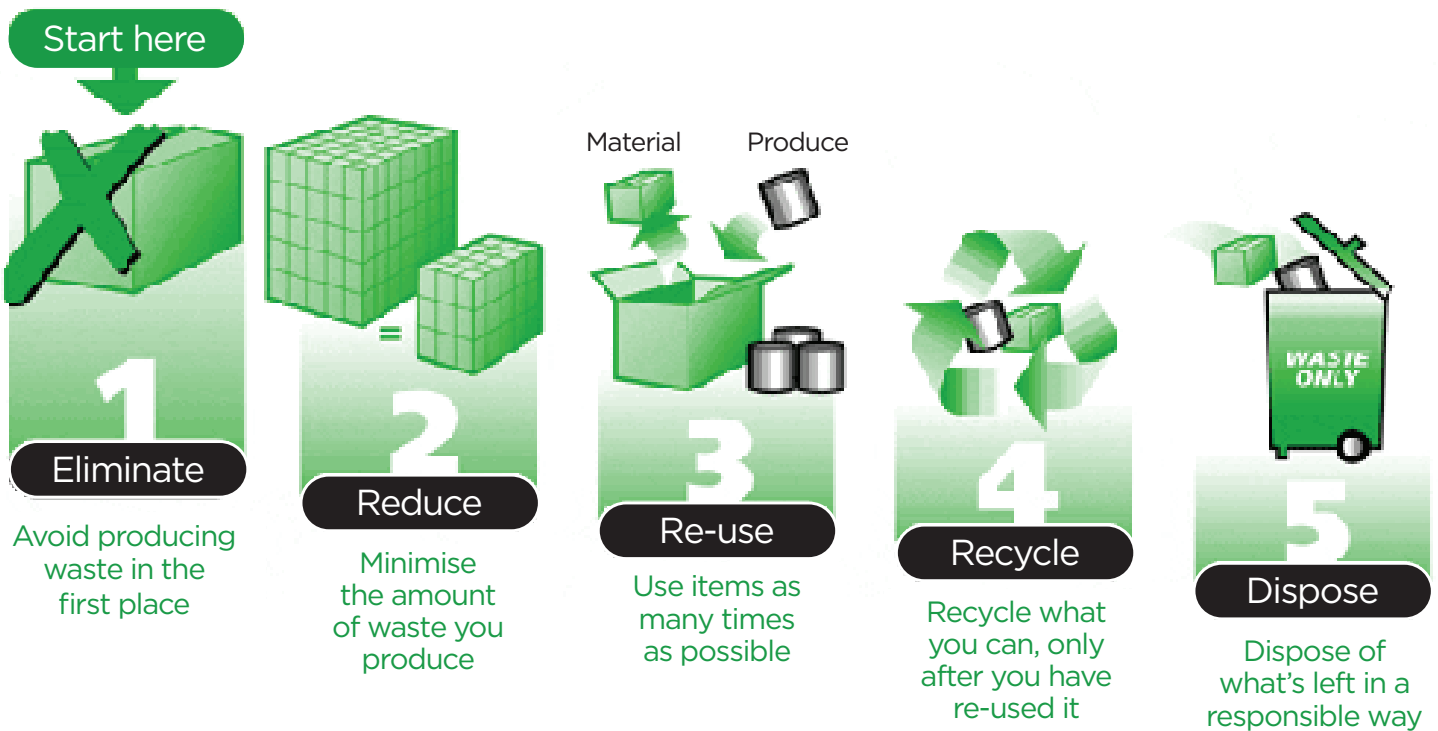 Start here
1
Eliminate
Avoid producing
waste in the
first place
=
2
Reduce
Minimise
the amount
of waste you
produce
Material Produce
3
Re-use
Use items as
many times
as possible
4
Recycle
Recycle what
you can, only
after you have
re-used it
WASTE
ONLY
5
Dispose
Dispose of
what's left in a
responsible way